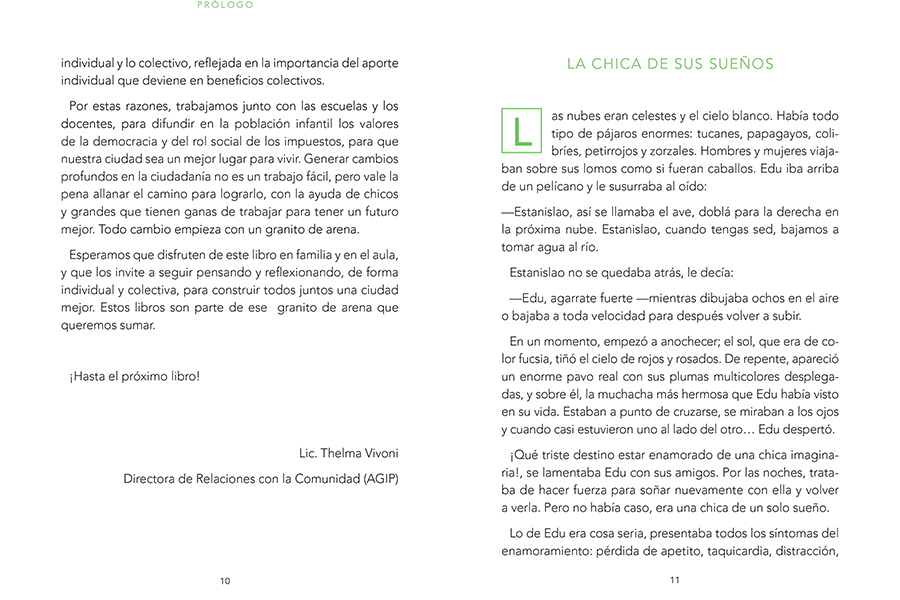 PRÓLOGO
individual y lo colectivo, reflejada en la importancia del aporte
individual que deviene en beneficios colectivos.
Por estas razones, trabajamos junto con las escuelas y los
docentes, para difundir en la población infantil los valores
de la democracia y del rol social de los impuestos, para que
nuestra ciudad sea un mejor lugar para vivir. Generar cambios
profundos en la ciudadanía no es un trabajo fácil, pero vale la
pena allanar el camino para lograrlo, con la ayuda de chicos
y grandes que tienen ganas de trabajar para tener un futuro
mejor. Todo cambio empieza con un granito de arena.
Esperamos que disfruten de este libro en familia y en el aula,
y que los invite a seguir pensando y reflexionando, de forma
individual y colectiva, para construir todos juntos una ciudad
mejor. Estos libros son parte de ese granito de arena que
queremos sumar.
¡Hasta el próximo libro!
Lic. Thelma Vivoni
Directora de Relaciones con la Comunidad (AGIP)
10
LA CHICA DE SUS SUEÑOS
Las nubes eran celestes y el cielo blanco. Había todo
tipo de pájaros enormes: tucanes, papagayos, coli-
bríes, petirrojos y zorzales. Hombres y mujeres viaja-
ban sobre sus lomos como si fueran caballos. Edu iba arriba
de un pelícano y le susurraba al oído:
—Estanislao, así se llamaba el ave, doblá para la derecha en
la próxima nube. Estanislao, cuando tengas sed, bajamos a
tomar agua al río.
Estanislao no se quedaba atrás, le decía:
—Edu, agarrate fuerte —mientras dibujaba ochos en el aire
o bajaba a toda velocidad para después volver a subir.
En un momento, empezó a anochecer; el sol, que era de co-
lor fucsia, tiñó el cielo de rojos y rosados. De repente, apareció
un enorme pavo real con sus plumas multicolores desplega-
das, y sobre él, la muchacha más hermosa que Edu había visto
en su vida. Estaban a punto de cruzarse, se miraban a los ojos
y cuando casi estuvieron uno al lado del otro… Edu despertó.
¡Qué triste destino estar enamorado de una chica imagina-
ria!, se lamentaba Edu con sus amigos. Por las noches, trata-
ba de hacer fuerza para soñar nuevamente con ella y volver
a verla. Pero no había caso, era una chica de un solo sueño.
Lo de Edu era cosa seria, presentaba todos los síntomas del
enamoramiento: pérdida de apetito, taquicardia, distracción,
11